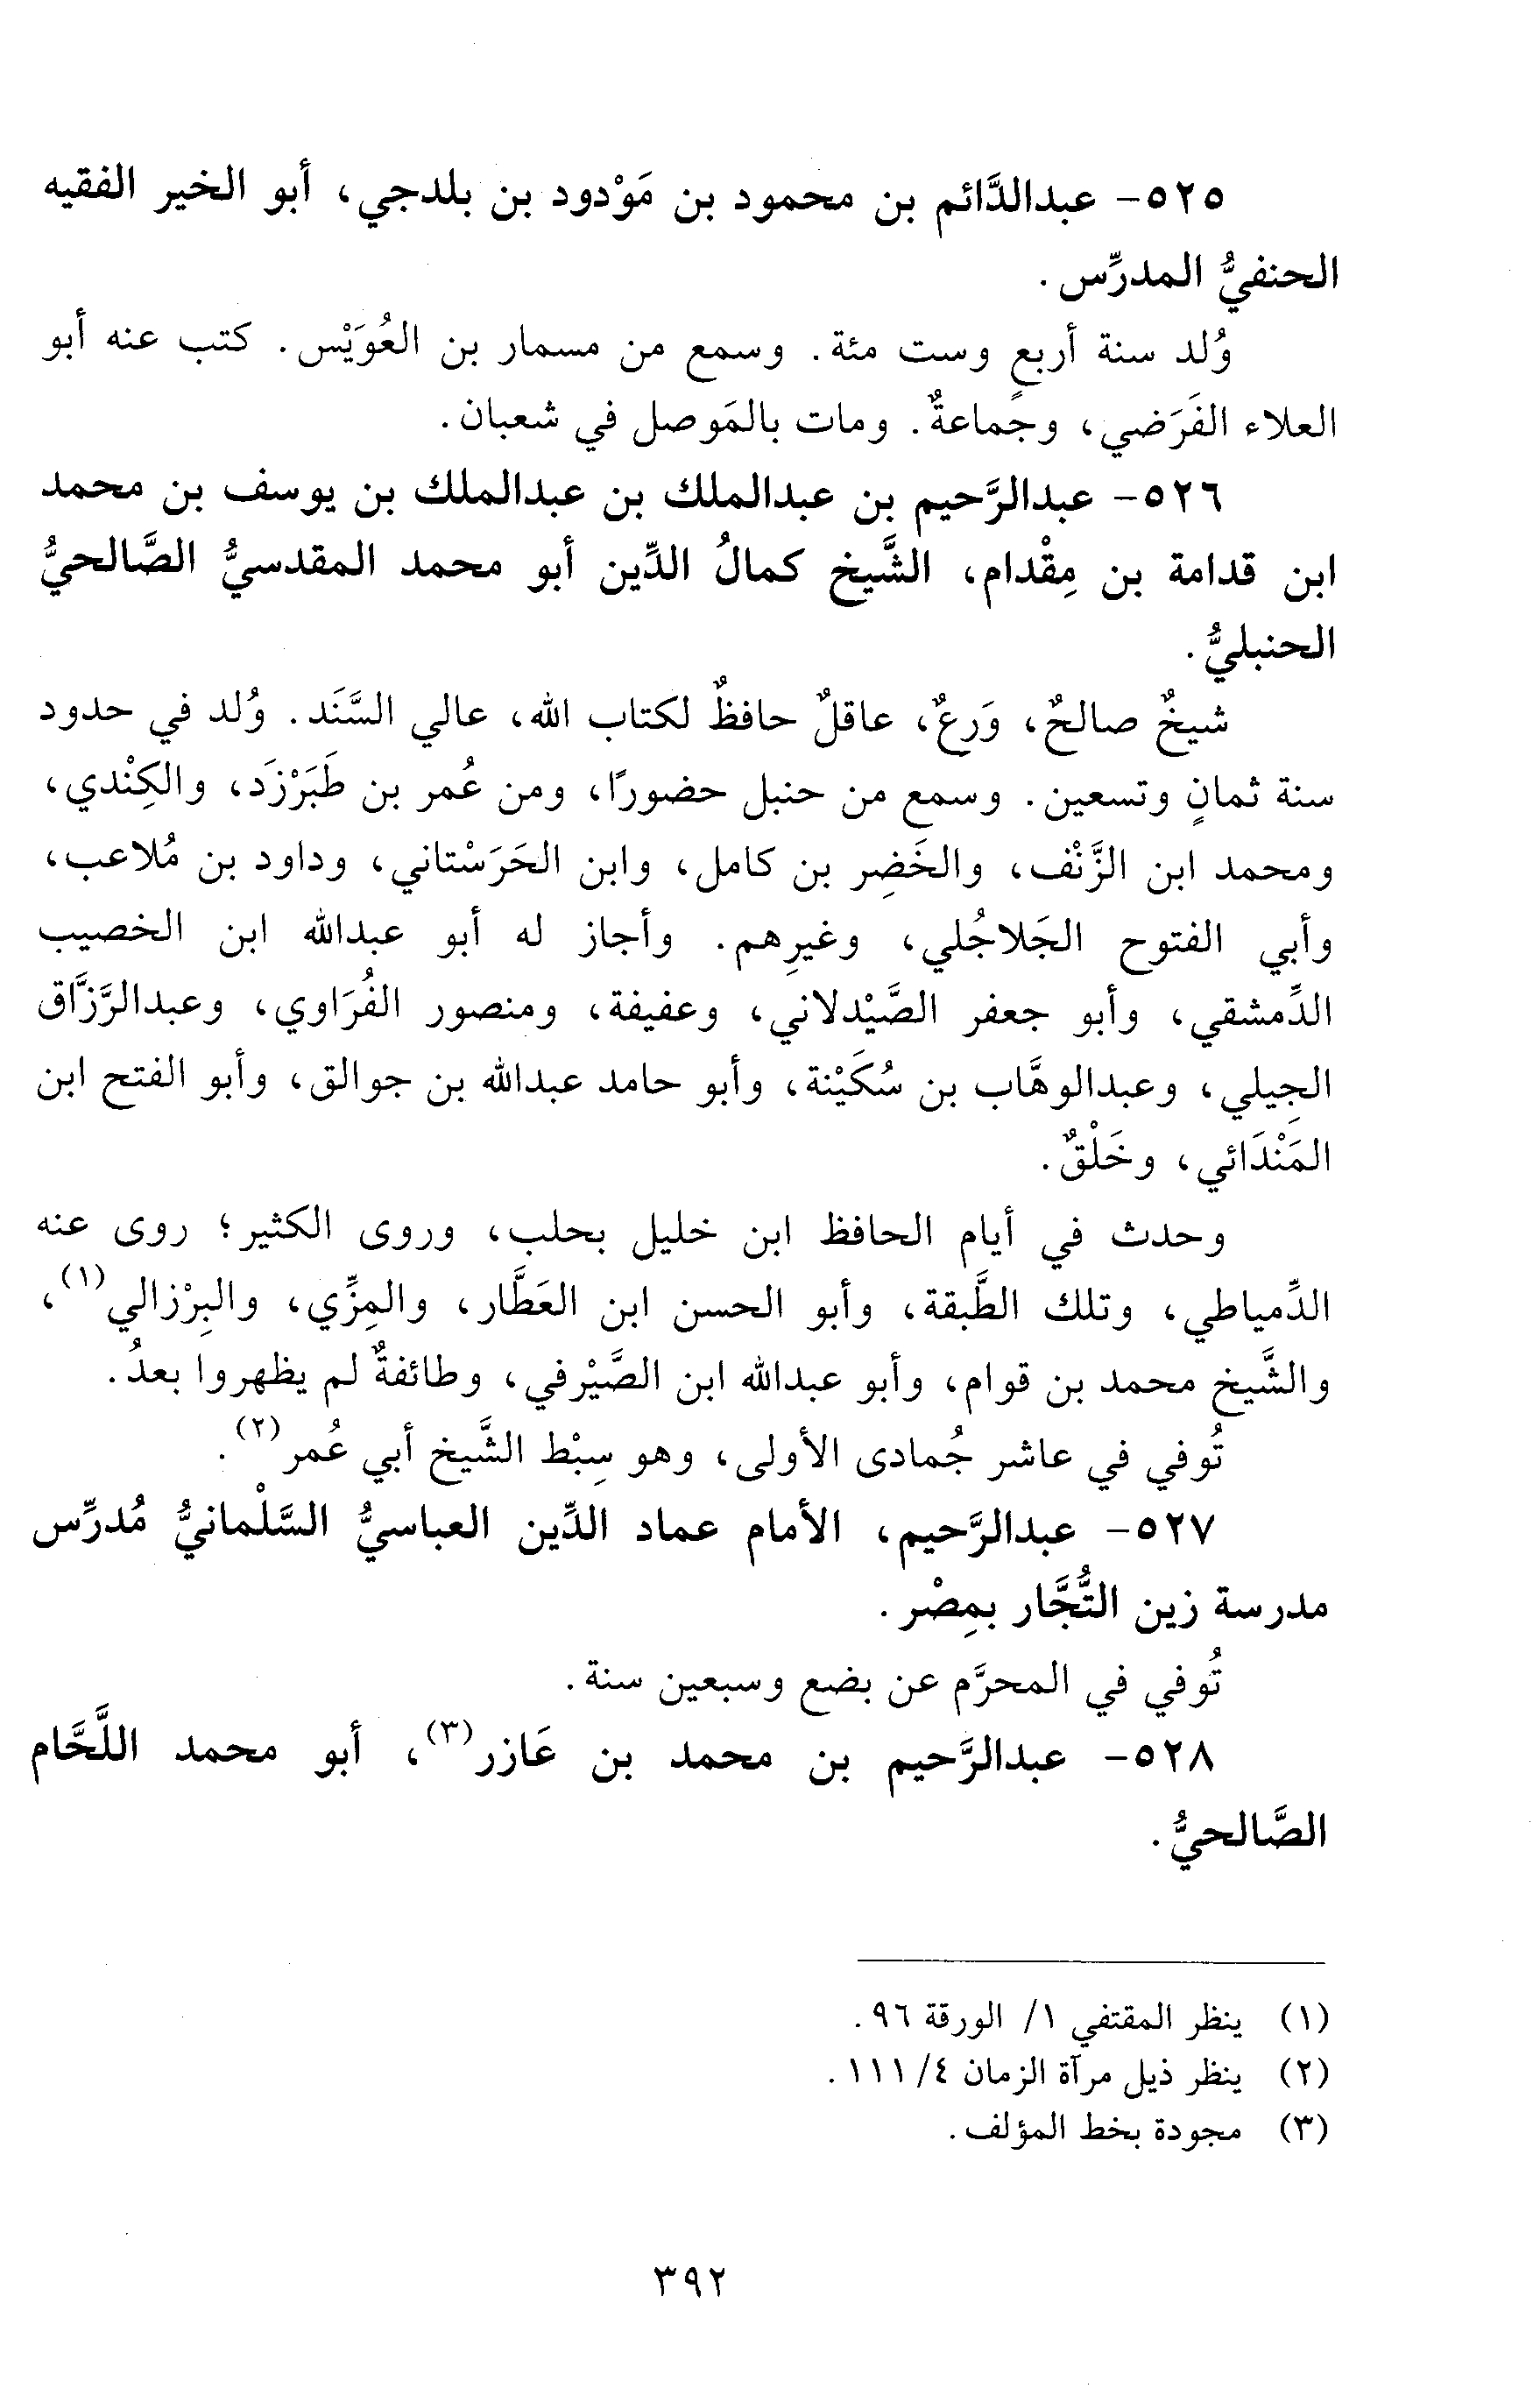 ٥٢٥- عبدالدَّائم بن محمود بن مَوْدود بن بلدجي، أبو الخير الفقيه
الحنفيُّ المدرِّس.
وُلد سنة أربعٍ وست مئة. وسمع من مسمار بن العُوَيْس. كتب عنه أبو
العلاء الفَرَضي، وجماعةٌ. ومات بالمَوصل في شعبان.
٥٢٦- عبدالرَّحيم بن عبدالملك بن عبدالملك بن يوسف بن محمد
ابن قدامة بن مِقْدام، الشَّيخ كمالُ الدِّين أبو محمد المقدسيُّ الصَّالحيُّ
الحنبليُّ.
شيخٌ صالحٌ، وَرعٌ، عاقلٌ حافظٌ لكتاب الله، عالي السَّنَد. وُلد في حدود
سنة ثمانٍ وتسعين. وسمع من حنبل حضورًا، ومن عُمر بن طَبَرْزَد، والكِنْدي،
ومحمد ابن الزَّنْف، والخَضِر بن كامل، وابن الحَرَسْتاني، وداود بن مُلاعب،
وأبي الفتوح الجَلاجُلي، وغيرِهم. وأجاز له أبو عبدالله ابن الخصيب
الدِّمشقي، وأبو جعفر الصَّيْدلاني، وعفيفة، ومنصور الفُرَاوي، وعبدالرَّزَّاق
الجِيلي، وعبدالوهَّاب بن سُكَيْنة، وأبو حامد عبدالله بن جوالق، وأبو الفتح ابن
المَنْدَائي، وخَلْقٌ.
وحدث في أيام الحافظ ابن خليل بحلب، وروى الكثير؛ روى عنه
الدِّمياطي، وتلك الطَّبقة، وأبو الحسن ابن العَطَّار، والمِزِّي، والبِرْزالي(١)،
والشَّيخ محمد بن قوام، وأبو عبدالله ابن الصَّيْرفي، وطائفةٌ لم يظهروا بعدُ.
تُوفي في عاشر جُمادى الأولى، وهو سِبْط الشَّيخ أبي عُمر(٢).
٥٢٧- عبدالرَّحيم، الأمام عماد الدِّين العباسيُّ السَّلْمانيُّ مُدرِّس
مدرسة زين التُّجَّار بمِصْر.
تُوفي في المحرَّم عن بضع وسبعين سنة.
٥٢٨- عبدالرَّحيم بن محمد بن عَازر(٣)، أبو محمد اللَّحَّام
الصَّالحيُّ.
(١) ينظر المقتفي ١/ الورقة ٩٦.
(٢) ينظر ذيل مرآة الزمان ٤/ ١١١.
(٣) مجودة بخط المؤلف.
٣٩٢